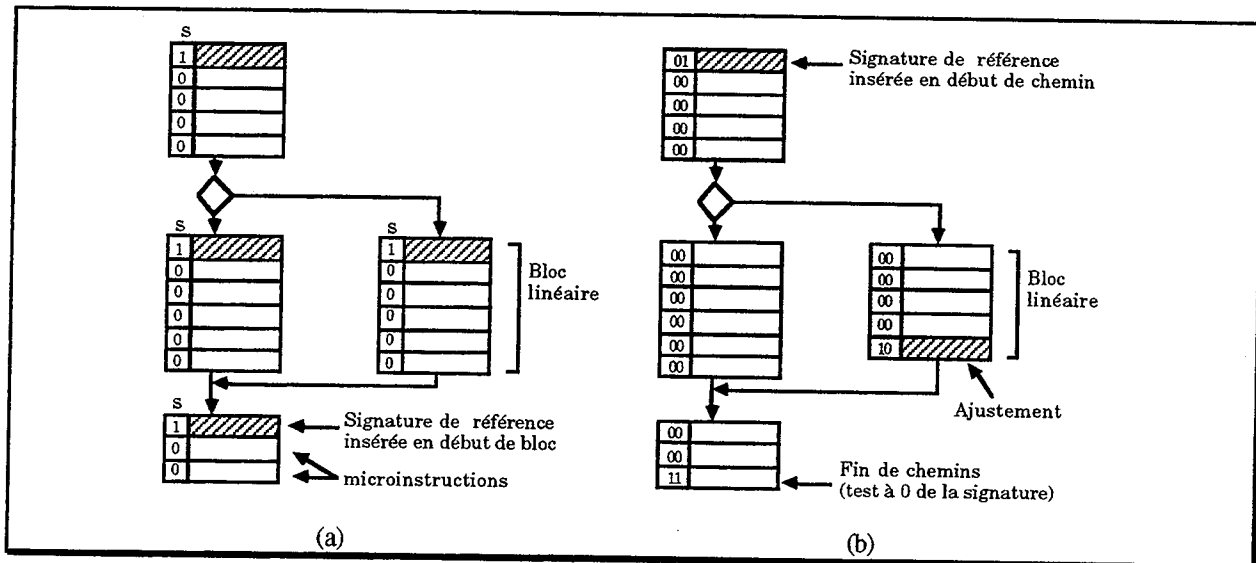 S
1
0
0
0
0
S
1
0
0
0
0
0
S
1
0
0
0
0
0
Bloc
linéaire
S
1
0
0
Signature de référence
insérée en début de bloc
microinstructions
(a)
01
00
00
00
00
Signature de référence
insérée en début de chemin
00
00
00
00
00
00
00
00
00
00
10
Bloc
linéaire
Ajustement
00
00
11
Fin de chemins
(test à 0 de la signature)
(b)